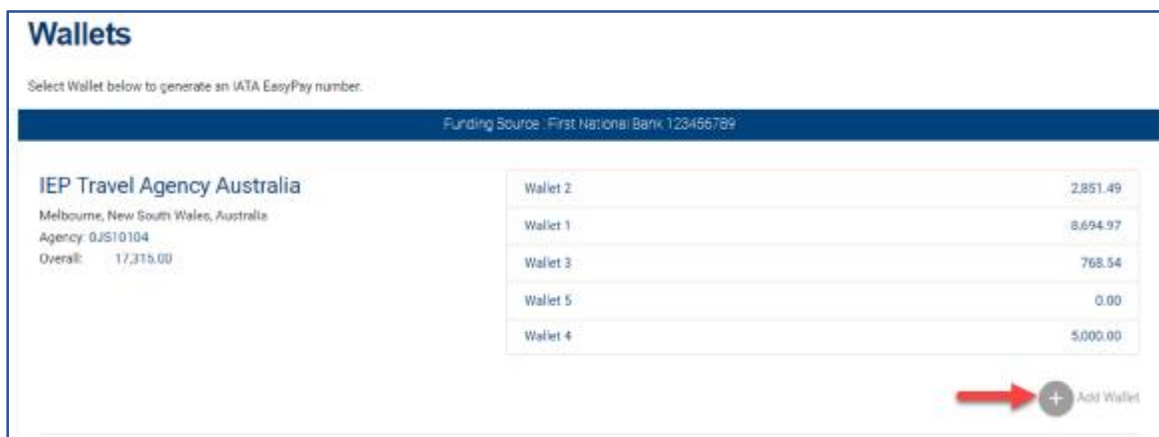 Wallets
Select Wallet below to generate an IATA EasyPay number.
Funding Source : First National Bank 123456789
IEP Travel Agency Australia
Melbourne, New South Wales, Australia
Agency: 0JS10104
Overall: 17,315.00
Wallet 2 2,851.49
Wallet 1 8,694.97
Wallet 3 768.54
Wallet 5 0.00
Wallet 4 5,000.00
+ Add Wallet